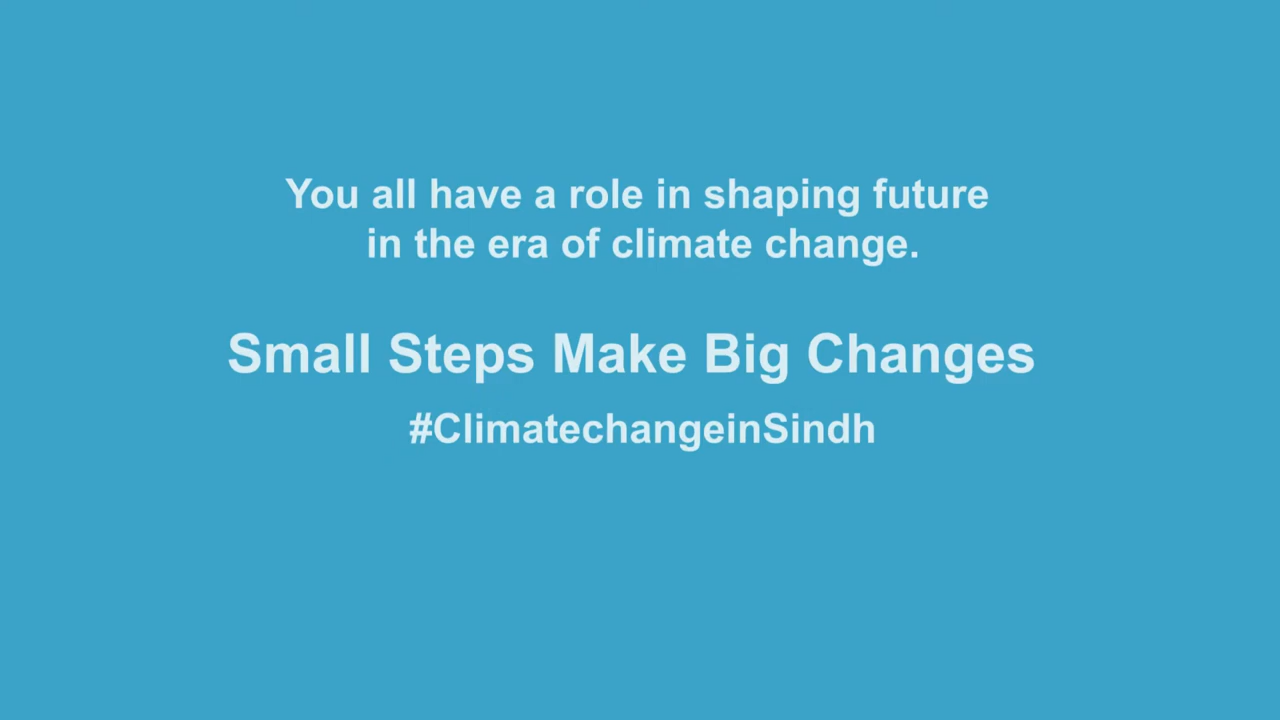 You all have a role in shaping future
in the era of climate change.
Small Steps Make Big Changes
#ClimatechangeinSindh